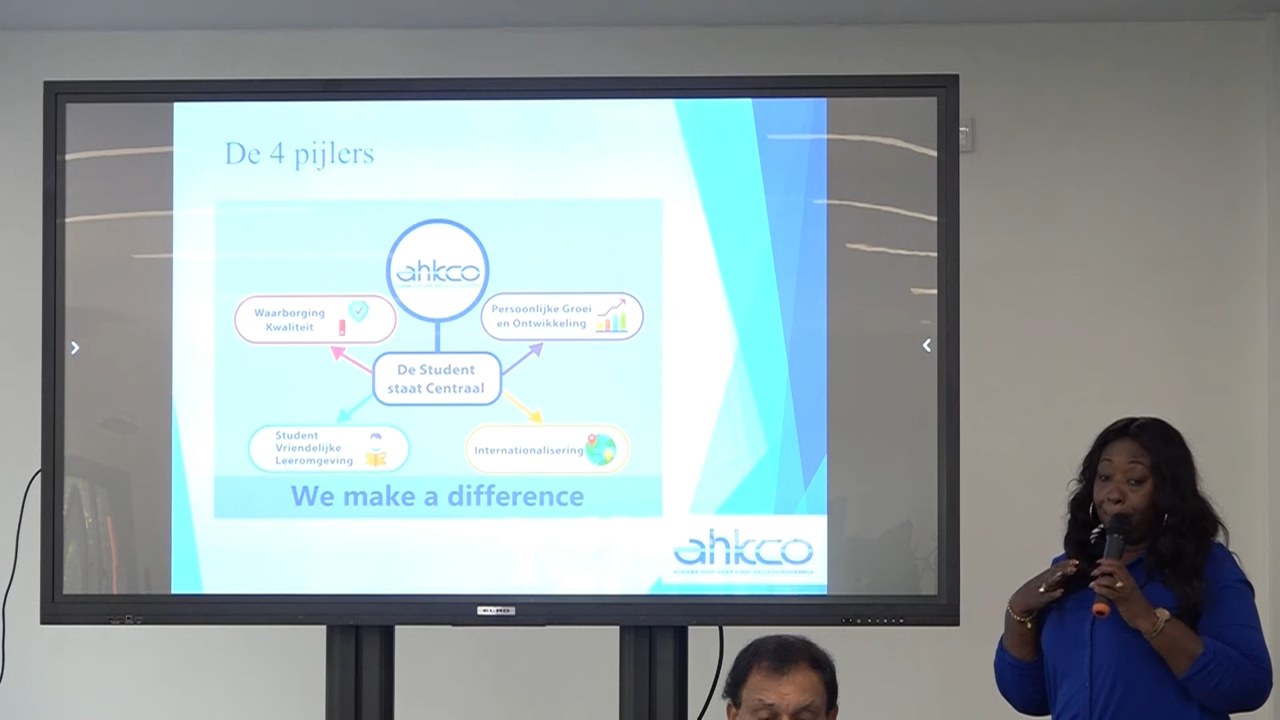 De 4 pijlers
ahkco
Waarborging
Kwaliteit
Persoonlijke Groei
en Ontwikkeling
De Student
staat Centraal
Student
Vriendelijke
Leeromgeving
Internationalisering
We make a difference
ahkco
ELMO